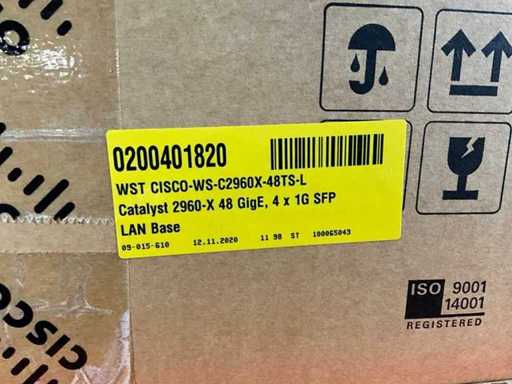 0200401820
WST CISCO-WS-C2960X-48TS-L
Catalyst 2960-X 48 GigE, 4 x 1G SFP
LAN Base
09-015-610 12.11.2020 11 98 ST 100065043
ISO 9001
14001
REGISTERED
CISCO